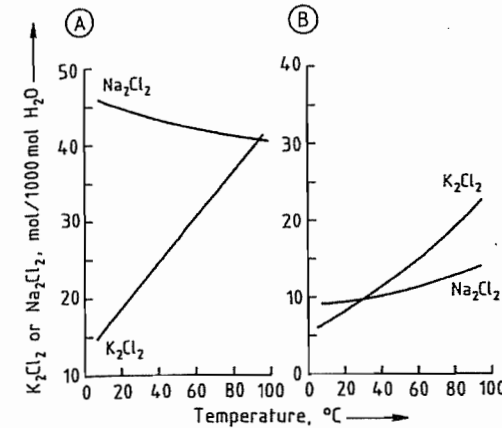 A
B
K₂Cl₂ or Na₂Cl₂, mol/1000 mol H₂O
50
40
30
20
10
0 20 40 60 80 100
Na₂Cl₂
K₂Cl₂
40
30
20
10
0
0 20 40 60 80 100
K₂Cl₂
Na₂Cl₂
Temperature, °C